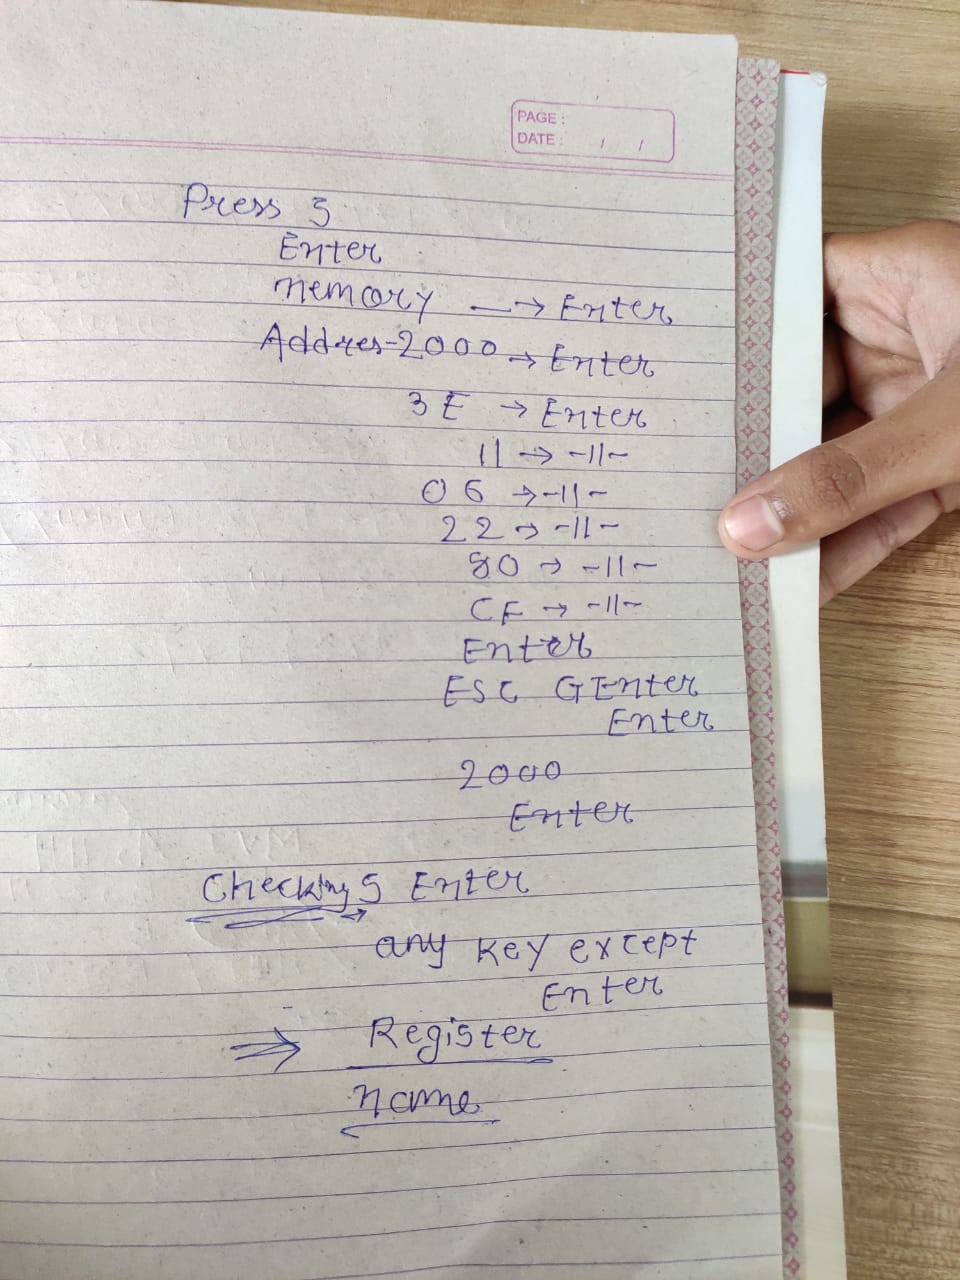 PAGE :
DATE : / /
Press 5
Enter
memory → Enter
Addres-2000 → Enter
3E → Enter
11 → -11-
06 → -11-
22 → -11-
80 → -11-
CF → -11-
Enter
ESC G Enter
Enter
2000
Enter
Checking 5 Enter
→ any key except
Enter
⇒ Register
name